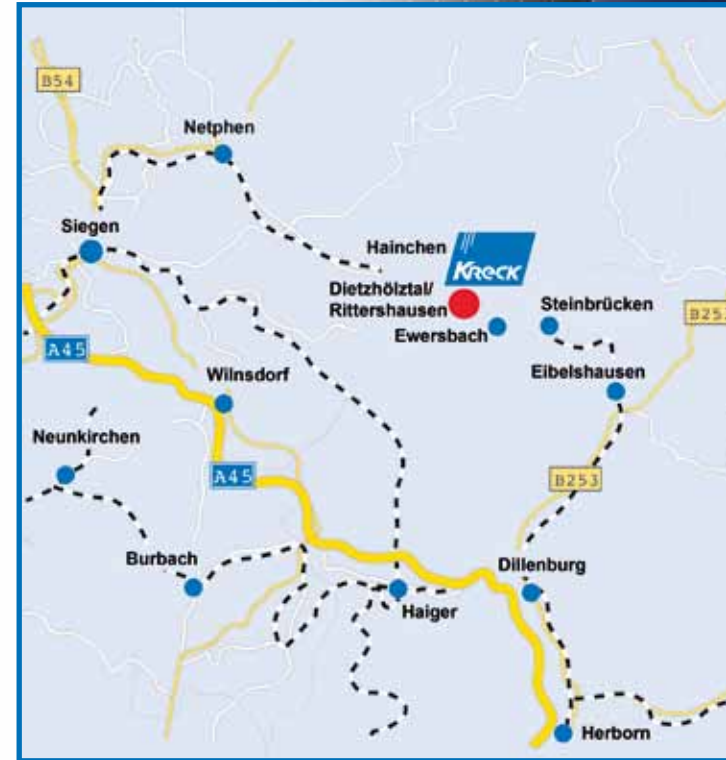 B54
Netphen
Siegen
Hainchen
KRECK
Dietzhölztal/
Rittershausen
Steinbrücken
Ewersbach
B253
A45
Wilnsdorf
Eibelshausen
Neunkirchen
A45
B253
Burbach
Dillenburg
Haiger
Herborn